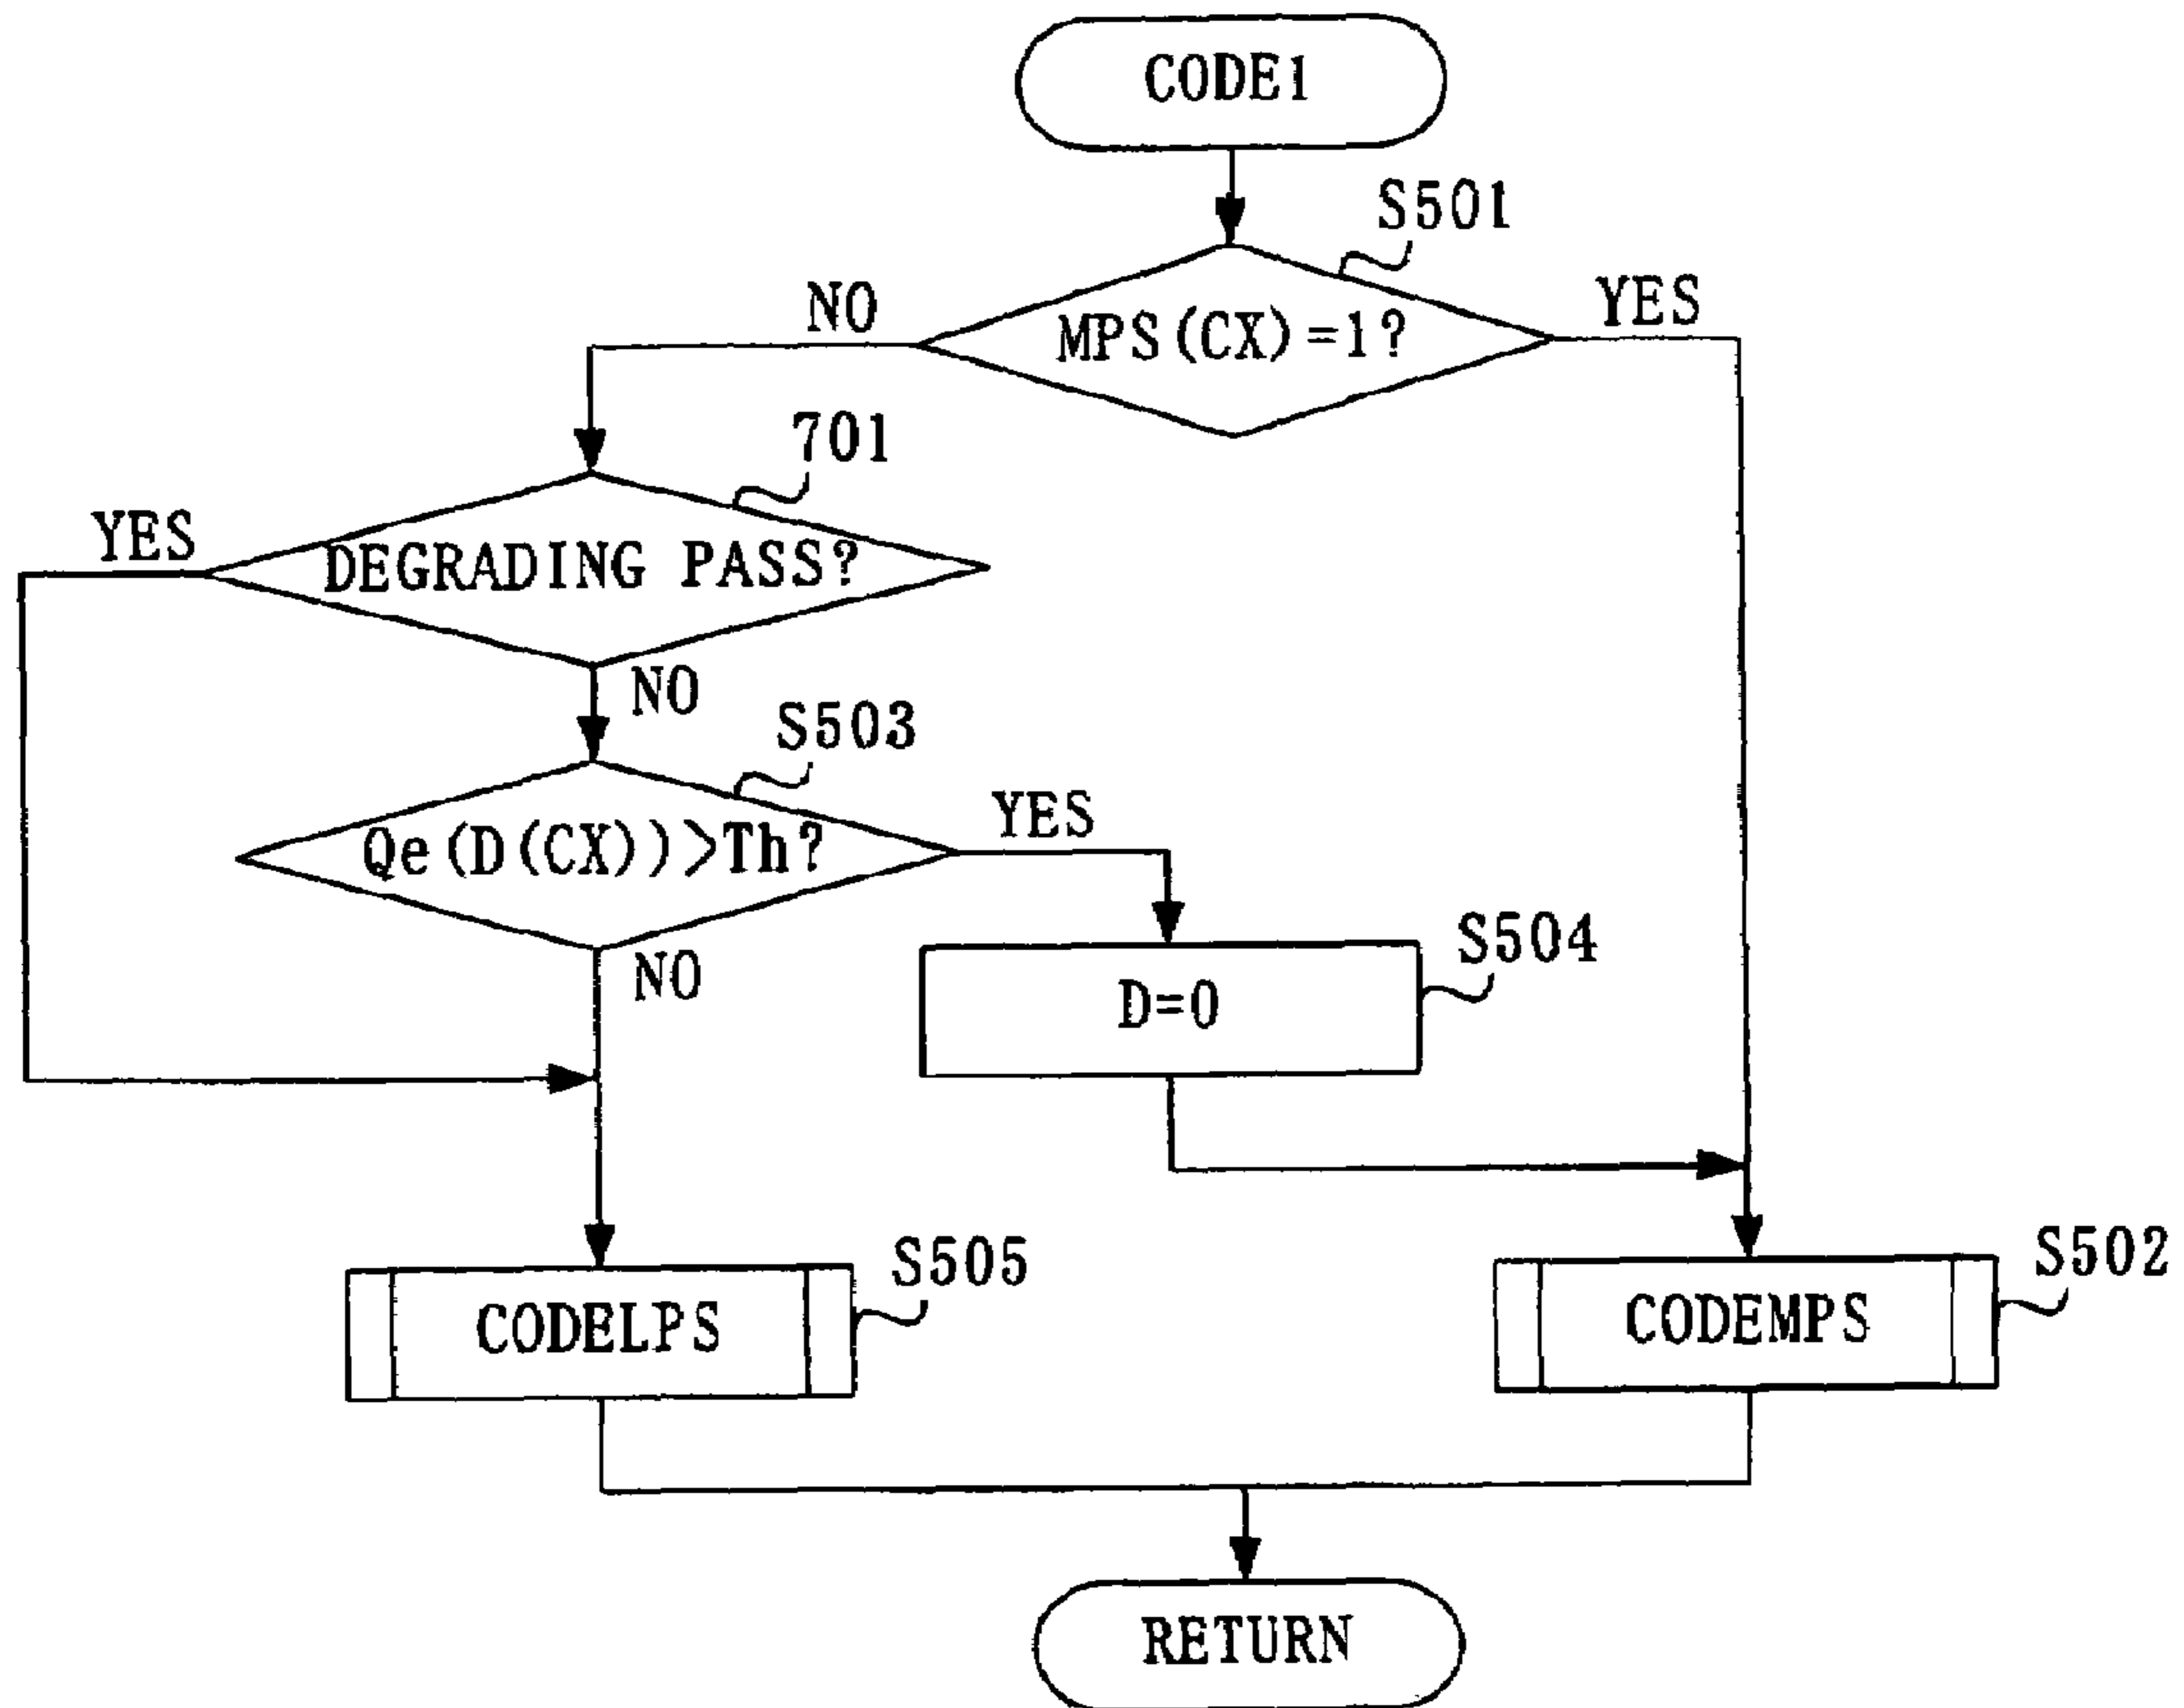 CODE1
S501
MPS(CX)=1?
NO
YES
701
DEGRADING PASS?
YES
NO
S503
Qe(D(CX))>Th?
YES
NO
S504
D=0
S505
CODELPS
S502
CODEMPS
RETURN